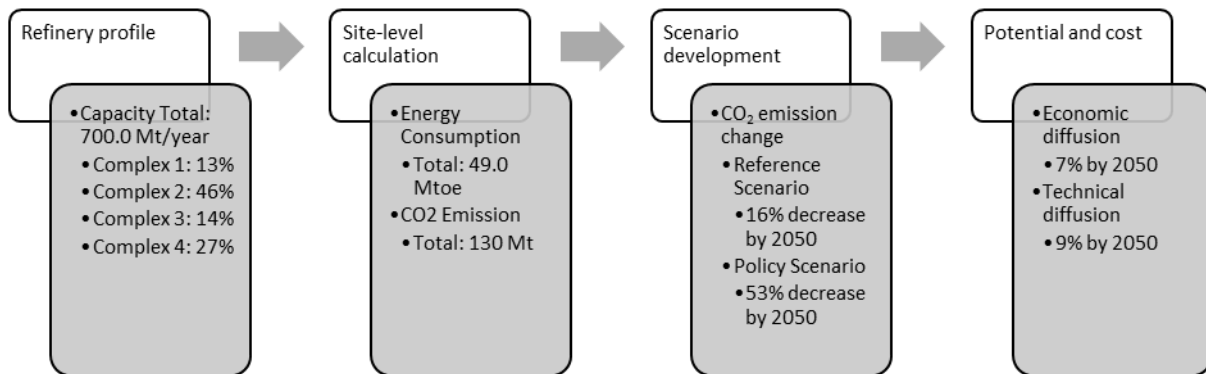 Refinery profile
•Capacity Total:
700.0 Mt/year
•Complex 1: 13%
•Complex 2: 46%
•Complex 3: 14%
•Complex 4: 27%
Site-level
calculation
•Energy
Consumption
•Total: 49.0
Mtoe
•CO2 Emission
•Total: 130 Mt
Scenario
development
•CO₂ emission
change
•Reference
Scenario
•16% decrease
by 2050
•Policy Scenario
•53% decrease
by 2050
Potential and cost
•Economic
diffusion
•7% by 2050
•Technical
diffusion
•9% by 2050